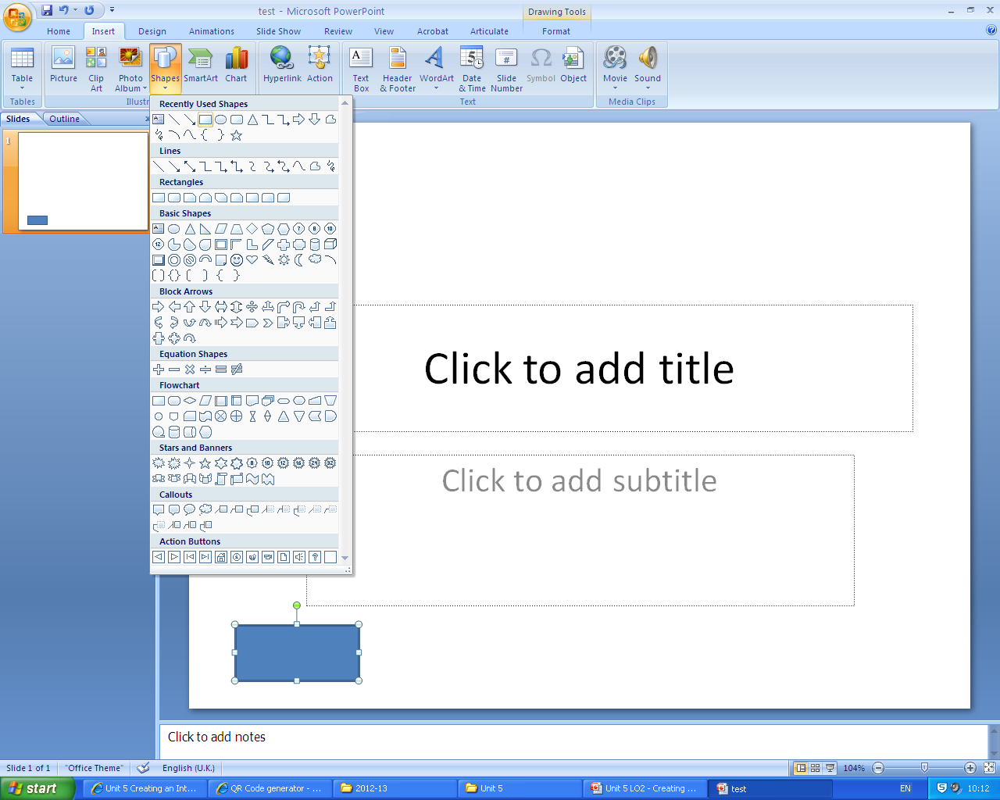 test - Microsoft PowerPoint
Drawing Tools
Home Insert Design Animations Slide Show Review View Acrobat Articulate Format
Table
Picture
Clip
Art
Photo
Album
Shapes
SmartArt
Chart
Hyperlink
Action
Text
Box
Header
& Footer
WordArt
Date
& Time
Slide
Number
Symbol
Object
Movie
Sound
Tables
Illustr
Text
Media Clips
Slides Outline
1
Recently Used Shapes
Lines
Rectangles
Basic Shapes
Block Arrows
Equation Shapes
Flowchart
Stars and Banners
Callouts
Action Buttons
Click to add title
Click to add subtitle
Click to add notes
Slide 1 of 1 "Office Theme" English (U.K.) 104%
start Unit 5 Creating an Int... QR Code generator - ... 2012-13 Unit 5 Unit 5 LO2 - Creating ... test EN 10:12